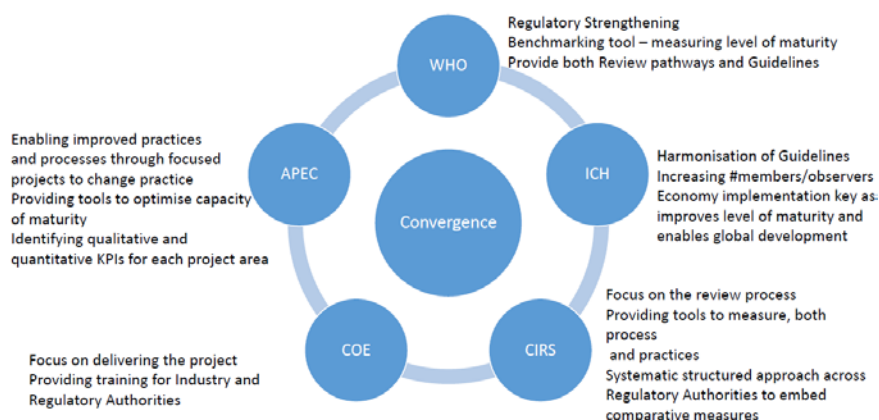 WHO
Regulatory Strengthening
Benchmarking tool – measuring level of maturity
Provide both Review pathways and Guidelines
ICH
Harmonisation of Guidelines
Increasing #members/observers
Economy implementation key as
improves level of maturity and
enables global development
CIRS
Focus on the review process
Providing tools to measure, both
process
and practices
Systematic structured approach across
Regulatory Authorities to embed
comparative measures
COE
Focus on delivering the project
Providing training for Industry and
Regulatory Authorities
APEC
Enabling improved practices
and processes through focused
projects to change practice
Providing tools to optimise capacity
of maturity
Identifying qualitative and
quantitative KPIs for each project area
Convergence